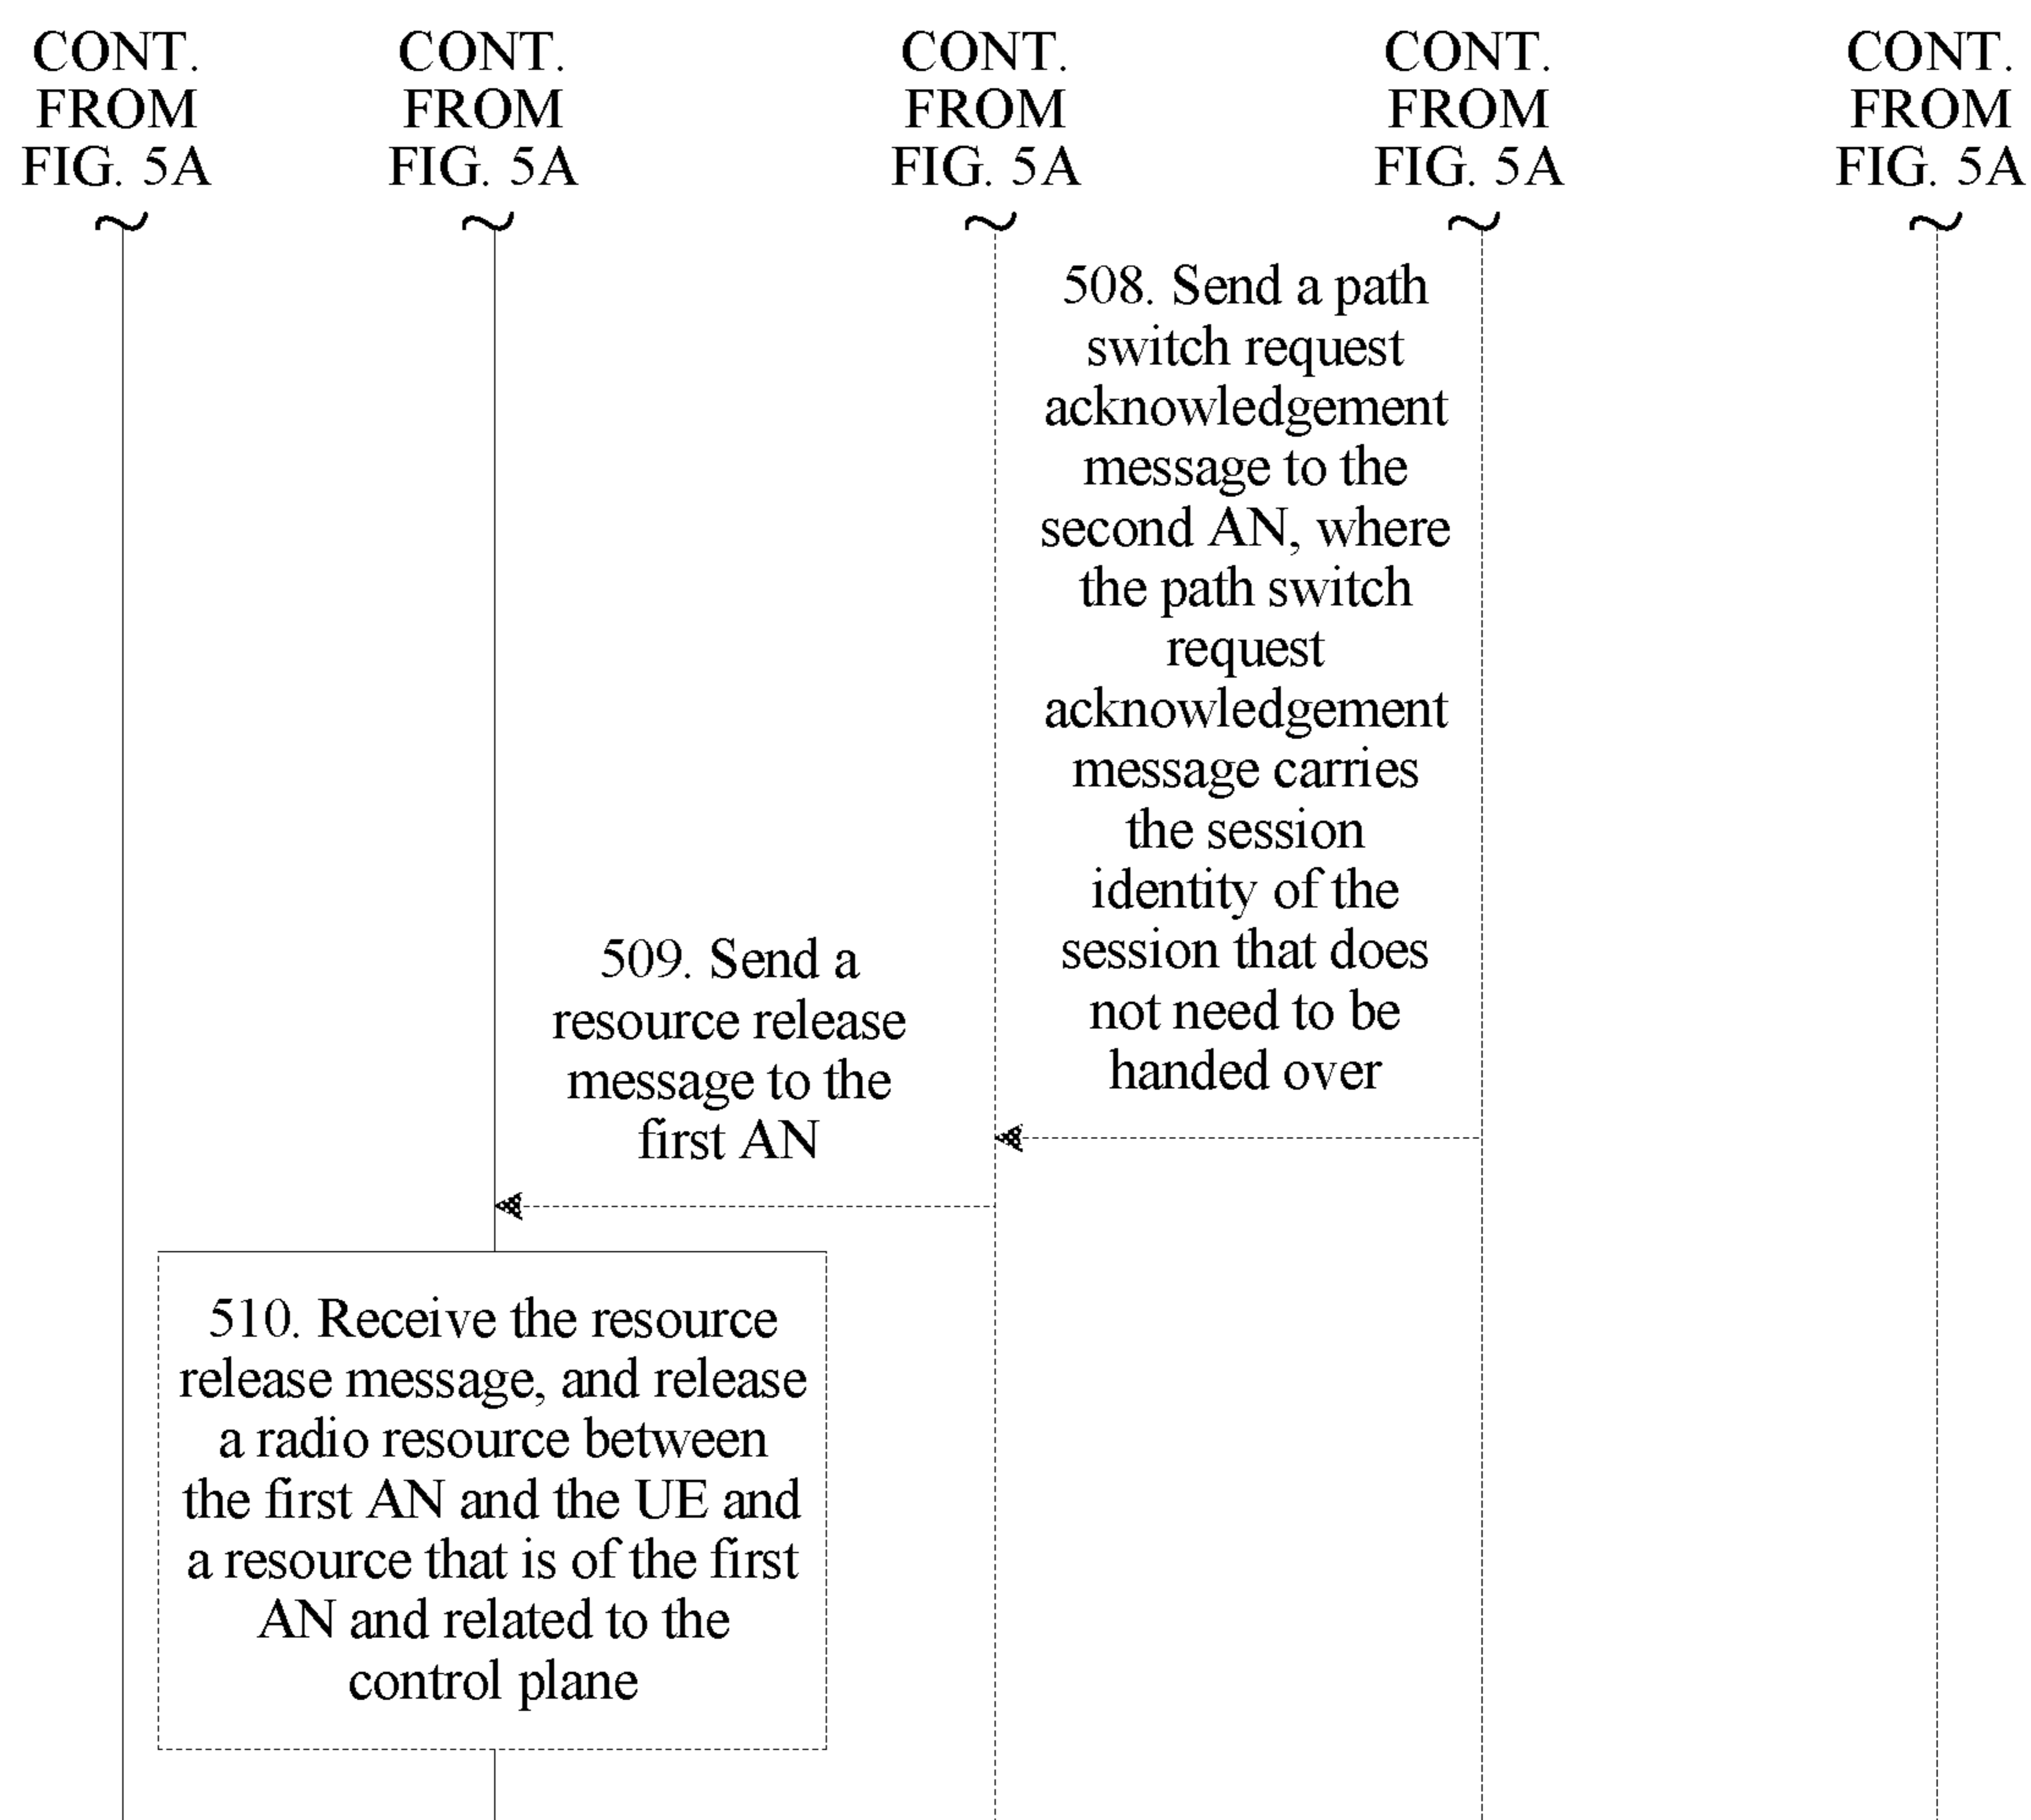 CONT.
FROM
FIG. 5A
CONT.
FROM
FIG. 5A
CONT.
FROM
FIG. 5A
CONT.
FROM
FIG. 5A
CONT.
FROM
FIG. 5A
508. Send a path
switch request
acknowledgement
message to the
second AN, where
the path switch
request
acknowledgement
message carries
the session
identity of the
session that does
not need to be
handed over
509. Send a
resource release
message to the
first AN
510. Receive the resource
release message, and release
a radio resource between
the first AN and the UE and
a resource that is of the first
AN and related to the
control plane